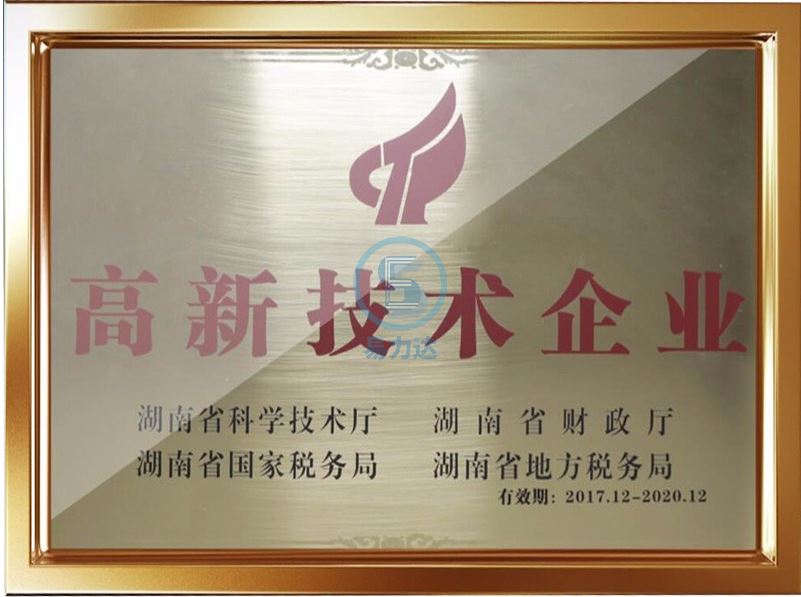 高新技术企业
易力达
湖南省科学技术厅 湖南省财政厅
湖南省国家税务局 湖南省地方税务局
有效期：2017.12-2020.12